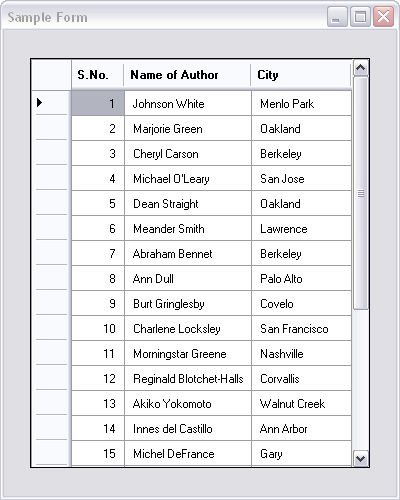 Sample Form
S.No. Name of Author City
1 Johnson White Menlo Park
2 Marjorie Green Oakland
3 Cheryl Carson Berkeley
4 Michael O'Leary San Jose
5 Dean Straight Oakland
6 Meander Smith Lawrence
7 Abraham Bennet Berkeley
8 Ann Dull Palo Alto
9 Burt Gringlesby Covelo
10 Charlene Locksley San Francisco
11 Morningstar Greene Nashville
12 Reginald Blotchet-Halls Corvallis
13 Akiko Yokomoto Walnut Creek
14 Innes del Castillo Ann Arbor
15 Michel DeFrance Gary